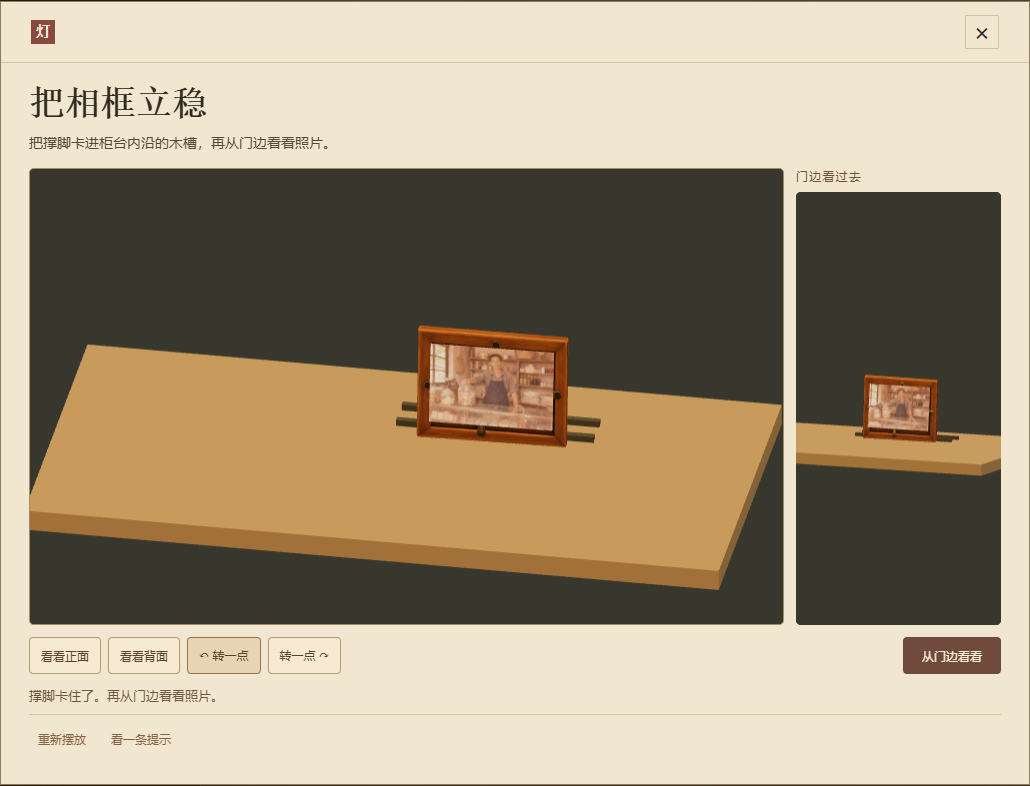 灯
把相框立稳
把撑脚卡进柜台内沿的木槽，再从门边看看照片。
门边看过去
看看正面
看看背面
↶ 转一点
转一点 ↷
从门边看看
撑脚卡住了。再从门边看看照片。
重新摆放
看一条提示